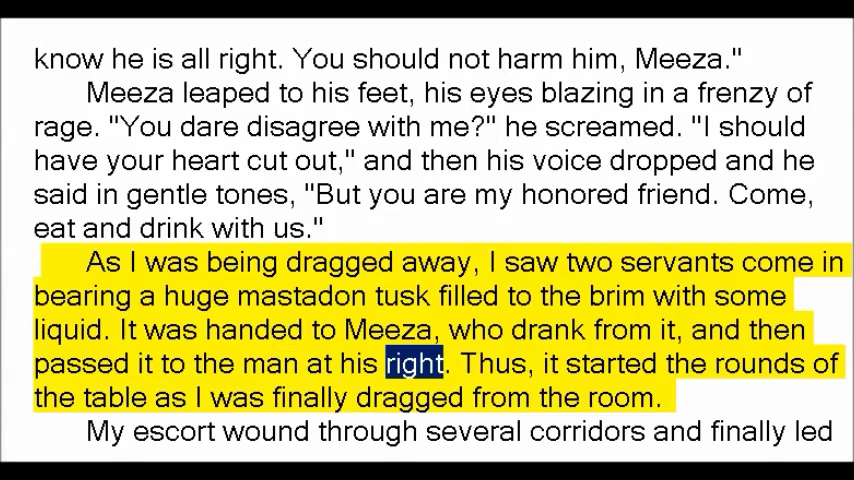 know he is all right. You should not harm him, Meeza."
Meeza leaped to his feet, his eyes blazing in a frenzy of
rage. "You dare disagree with me?" he screamed. "I should
have your heart cut out," and then his voice dropped and he
said in gentle tones, "But you are my honored friend. Come,
eat and drink with us."
As I was being dragged away, I saw two servants come in
bearing a huge mastadon tusk filled to the brim with some
liquid. It was handed to Meeza, who drank from it, and then
passed it to the man at his right. Thus, it started the rounds of
the table as I was finally dragged from the room.
My escort wound through several corridors and finally led